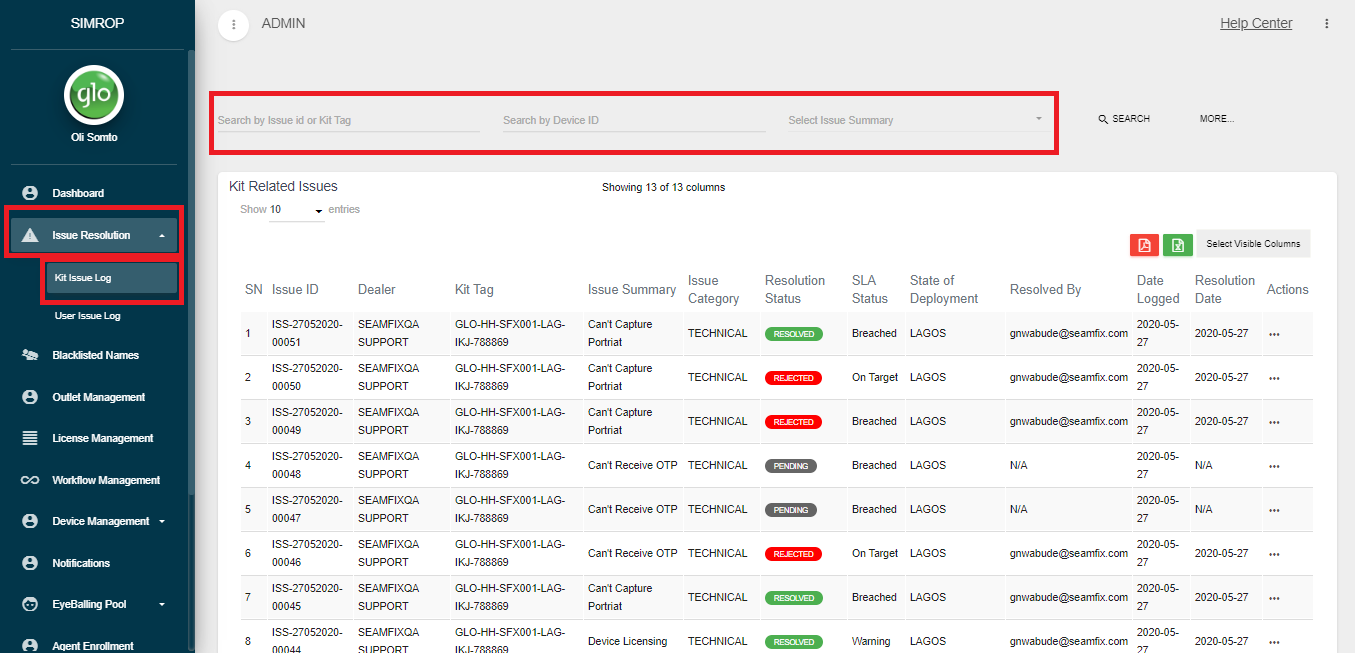 SIMROP
ADMIN
Help Center
glo
Oli Somto
Dashboard
Issue Resolution
Kit Issue Log
User Issue Log
Blacklisted Names
Outlet Management
License Management
Workflow Management
Device Management
Notifications
EyeBalling Pool
Agent Enrollment
Search by Issue id or Kit Tag
Search by Device ID
Select Issue Summary
SEARCH
MORE...
Kit Related Issues
Showing 13 of 13 columns
Show 10 entries
Select Visible Columns
SN Issue ID Dealer Kit Tag Issue Summary Issue Category Resolution Status SLA Status State of Deployment Resolved By Date Logged Resolution Date Actions
1 ISS-27052020-00051 SEAMFIXQA SUPPORT GLO-HH-SFX001-LAG-IKJ-788869 Can't Capture Portriat TECHNICAL RESOLVED Breached LAGOS gnwabude@seamfix.com 2020-05-27 2020-05-27 •••
2 ISS-27052020-00050 SEAMFIXQA SUPPORT GLO-HH-SFX001-LAG-IKJ-788869 Can't Capture Portriat TECHNICAL REJECTED On Target LAGOS gnwabude@seamfix.com 2020-05-27 2020-05-27 •••
3 ISS-27052020-00049 SEAMFIXQA SUPPORT GLO-HH-SFX001-LAG-IKJ-788869 Can't Capture Portriat TECHNICAL REJECTED Breached LAGOS gnwabude@seamfix.com 2020-05-27 2020-05-27 •••
4 ISS-27052020-00048 SEAMFIXQA SUPPORT GLO-HH-SFX001-LAG-IKJ-788869 Can't Receive OTP TECHNICAL PENDING Breached LAGOS N/A 2020-05-27 N/A •••
5 ISS-27052020-00047 SEAMFIXQA SUPPORT GLO-HH-SFX001-LAG-IKJ-788869 Can't Receive OTP TECHNICAL PENDING Breached LAGOS N/A 2020-05-27 N/A •••
6 ISS-27052020-00046 SEAMFIXQA SUPPORT GLO-HH-SFX001-LAG-IKJ-788869 Can't Receive OTP TECHNICAL REJECTED On Target LAGOS gnwabude@seamfix.com 2020-05-27 2020-05-27 •••
7 ISS-27052020-00045 SEAMFIXQA SUPPORT GLO-HH-SFX001-LAG-IKJ-788869 Can't Capture Portriat TECHNICAL RESOLVED Breached LAGOS gnwabude@seamfix.com 2020-05-27 2020-05-27 •••
8 ISS-27052020-00044 SEAMFIXQA SUPPORT GLO-HH-SFX001-LAG-IKJ-788869 Device Licensing TECHNICAL RESOLVED Warning LAGOS gnwabude@seamfix.com 2020-05-27 2020-05-27 •••